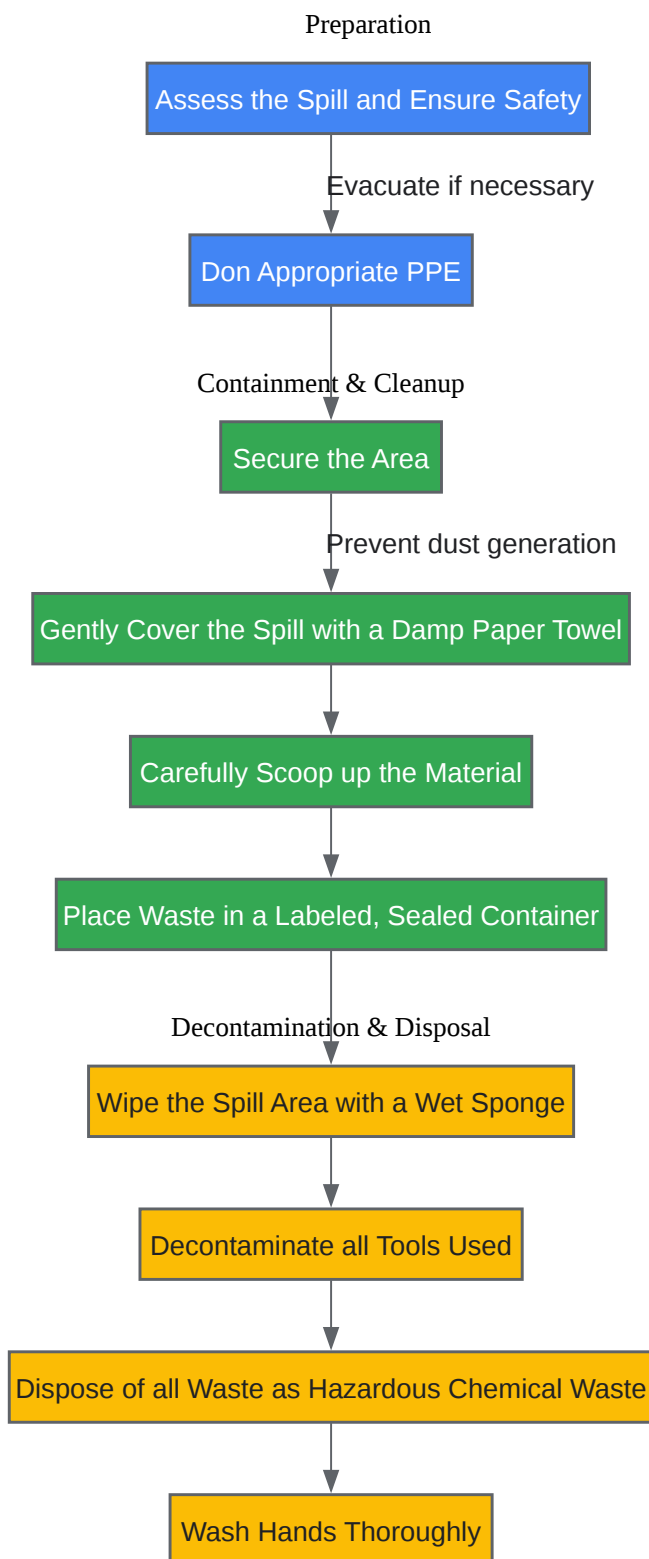 Preparation
Assess the Spill and Ensure Safety
Evacuate if necessary
Don Appropriate PPE
Containment & Cleanup
Secure the Area
Prevent dust generation
Gently Cover the Spill with a Damp Paper Towel
Carefully Scoop up the Material
Place Waste in a Labeled, Sealed Container
Decontamination & Disposal
Wipe the Spill Area with a Wet Sponge
Decontaminate all Tools Used
Dispose of all Waste as Hazardous Chemical Waste
Wash Hands Thoroughly